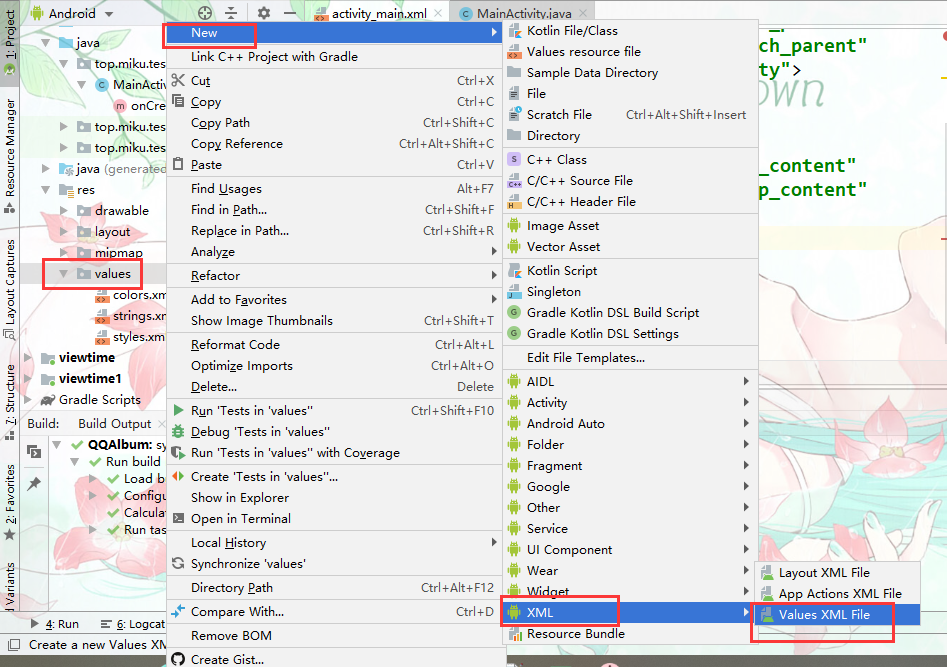 1: Project
Resource Manager
Layout Captures
7: Structure
2: Favorites
Variants
Android
java
top.miku.tes
MainActiv
onCre
top.miku.tes
top.miku.tes
java (generated
res
drawable
layout
mipmap
values
colors.xm
strings.xm
styles.xm
viewtime
viewtime1
Gradle Scripts
Build:
Build Output
QQAlbum: sy
Run build
Load b
Configu
Calcula
Run tas
4: Run
6: Logcat
Create a new Values XM
activity_main.xml
MainActivity.java
ch_parent"
ty">
own
_content"
p_content"
New
Link C++ Project with Gradle
Cut Ctrl+X
Copy Ctrl+C
Copy Path Ctrl+Shift+C
Copy Reference Ctrl+Alt+Shift+C
Paste Ctrl+V
Find Usages Alt+F7
Find in Path... Ctrl+Shift+F
Replace in Path... Ctrl+Shift+R
Analyze
Refactor
Add to Favorites
Show Image Thumbnails Ctrl+Shift+T
Reformat Code Ctrl+Alt+L
Optimize Imports Ctrl+Alt+O
Delete... Delete
Run 'Tests in 'values'' Ctrl+Shift+F10
Debug 'Tests in 'values''
Run 'Tests in 'values'' with Coverage
Create 'Tests in 'values''...
Show in Explorer
Open in Terminal
Local History
Synchronize 'values'
Directory Path Ctrl+Alt+F12
Compare With... Ctrl+D
Remove BOM
Create Gist...
Kotlin File/Class
Values resource file
Sample Data Directory
File
Scratch File Ctrl+Alt+Shift+Insert
Directory
C++ Class
C/C++ Source File
C/C++ Header File
Image Asset
Vector Asset
Kotlin Script
Singleton
Gradle Kotlin DSL Build Script
Gradle Kotlin DSL Settings
Edit File Templates...
AIDL
Activity
Android Auto
Folder
Fragment
Google
Other
Service
UI Component
Wear
Widget
XML
Resource Bundle
Layout XML File
App Actions XML File
Values XML File